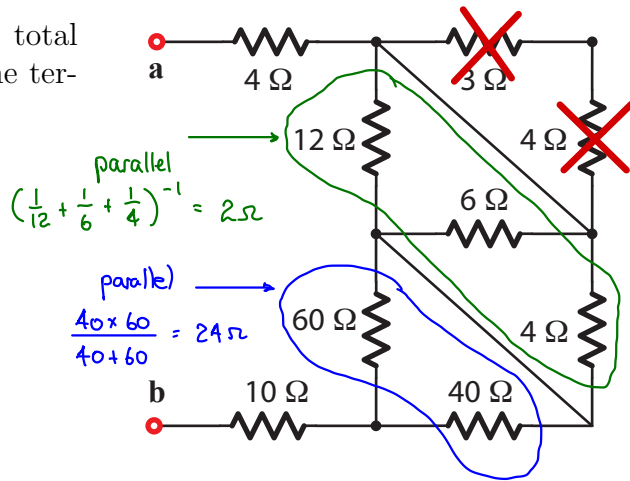 total
ne ter-
a
4 Ω
3 Ω
12 Ω
4 Ω
parallel
(1/12 + 1/6 + 1/4)^-1 = 2Ω
6 Ω
parallel
40 x 60 / 40 + 60 = 24Ω
60 Ω
4 Ω
b
10 Ω
40 Ω